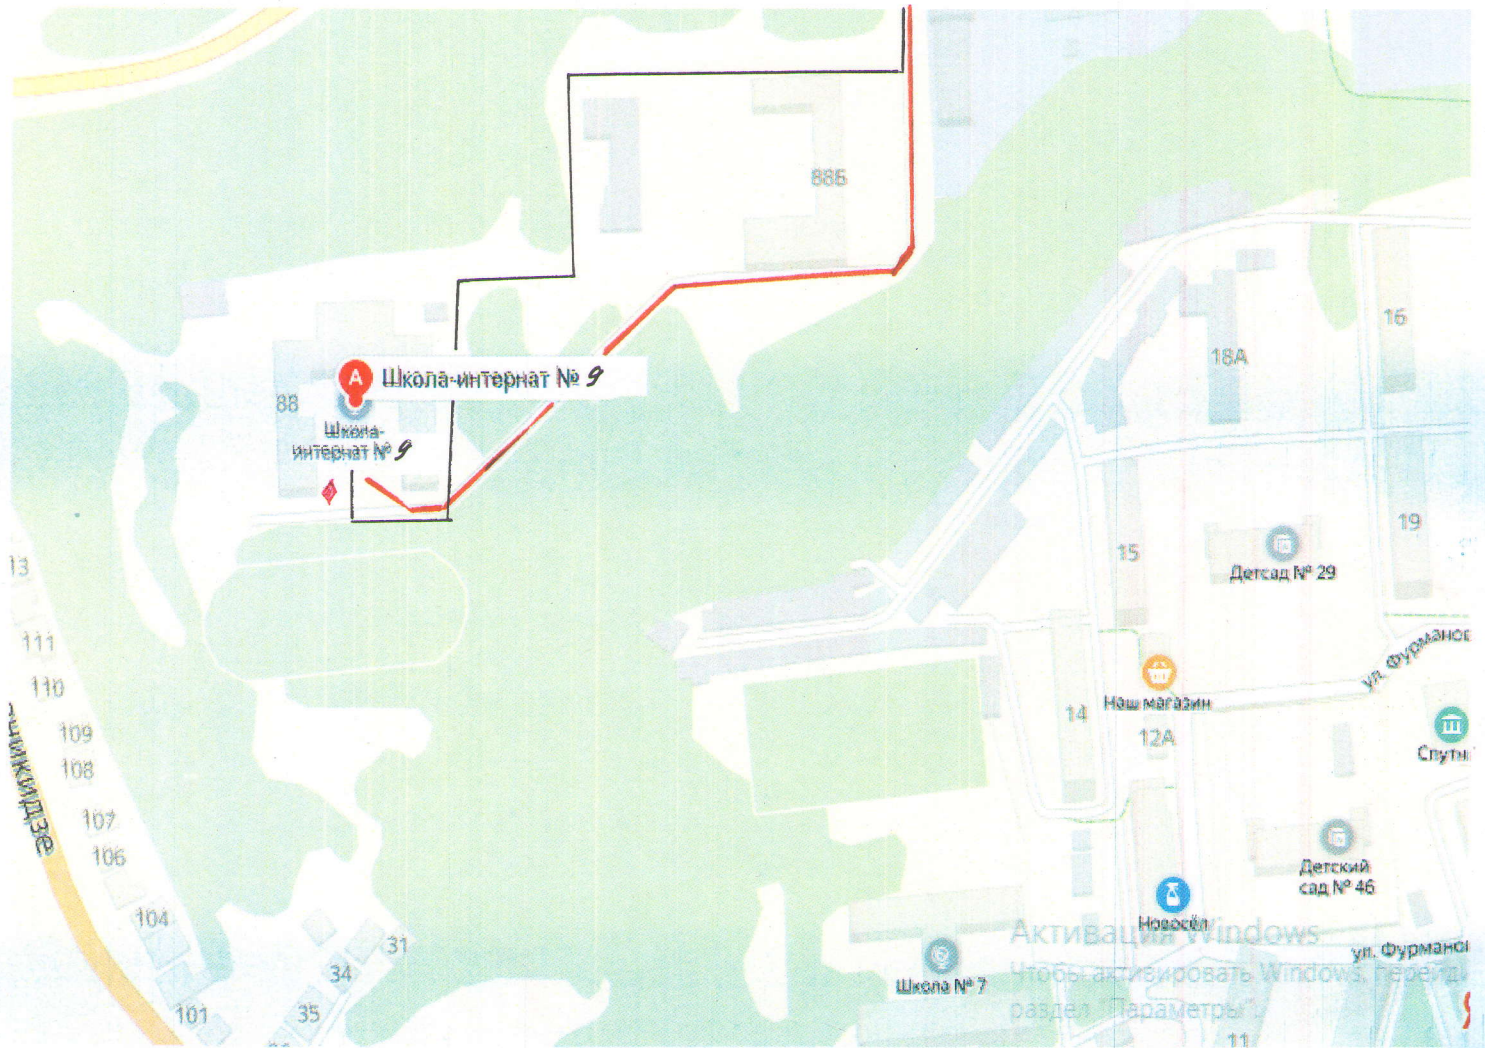 88Б
16
18А
А Школа-интернат № 9
88
Школа-
интернат № 9
15
19
Детсад № 29
13
111
110
109
108
107
106
104
101
31
34
35
ул. Фурманов
Наш магазин
14
12А
Спутн
Детский
сад № 46
Новосёл
ул. Фурманов
Школа № 7
Активация Windows
Чтобы активировать Windows, перейди
раздел "Параметры".
11